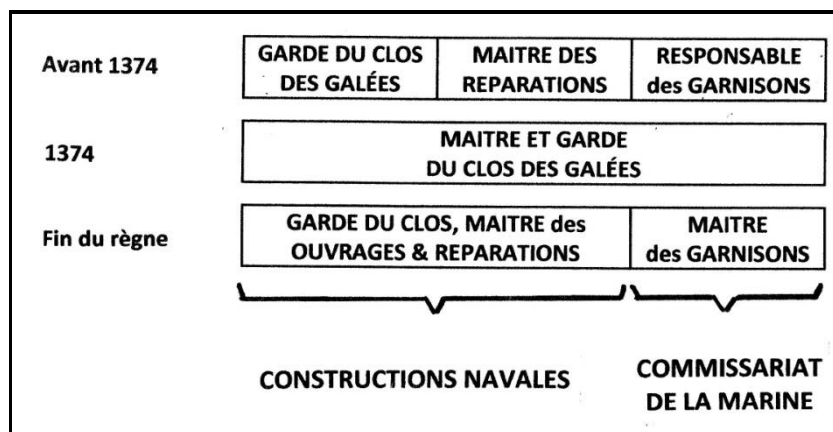 Avant 1374
GARDE DU CLOS
DES GALÉES
MAITRE DES
REPARATIONS
RESPONSABLE
des GARNISONS
1374
MAITRE ET GARDE
DU CLOS DES GALÉES
Fin du règne
GARDE DU CLOS, MAITRE des
OUVRAGES & REPARATIONS
MAITRE
des GARNISONS
CONSTRUCTIONS NAVALES
COMMISSARIAT
DE LA MARINE